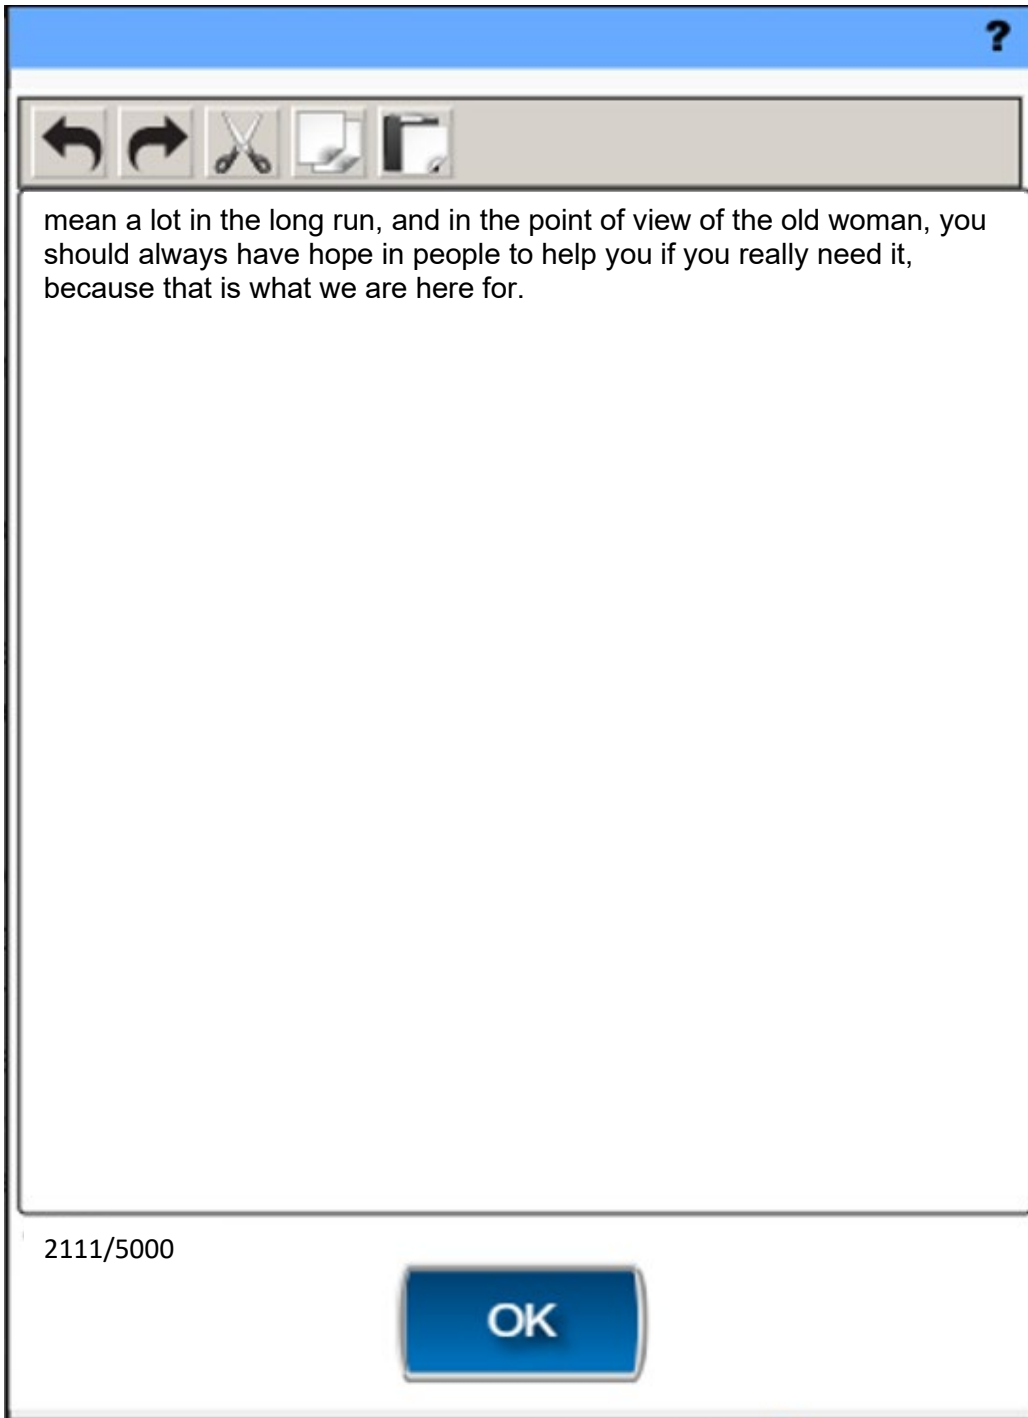 ?
mean a lot in the long run, and in the point of view of the old woman, you
should always have hope in people to help you if you really need it,
because that is what we are here for.
2111/5000
OK